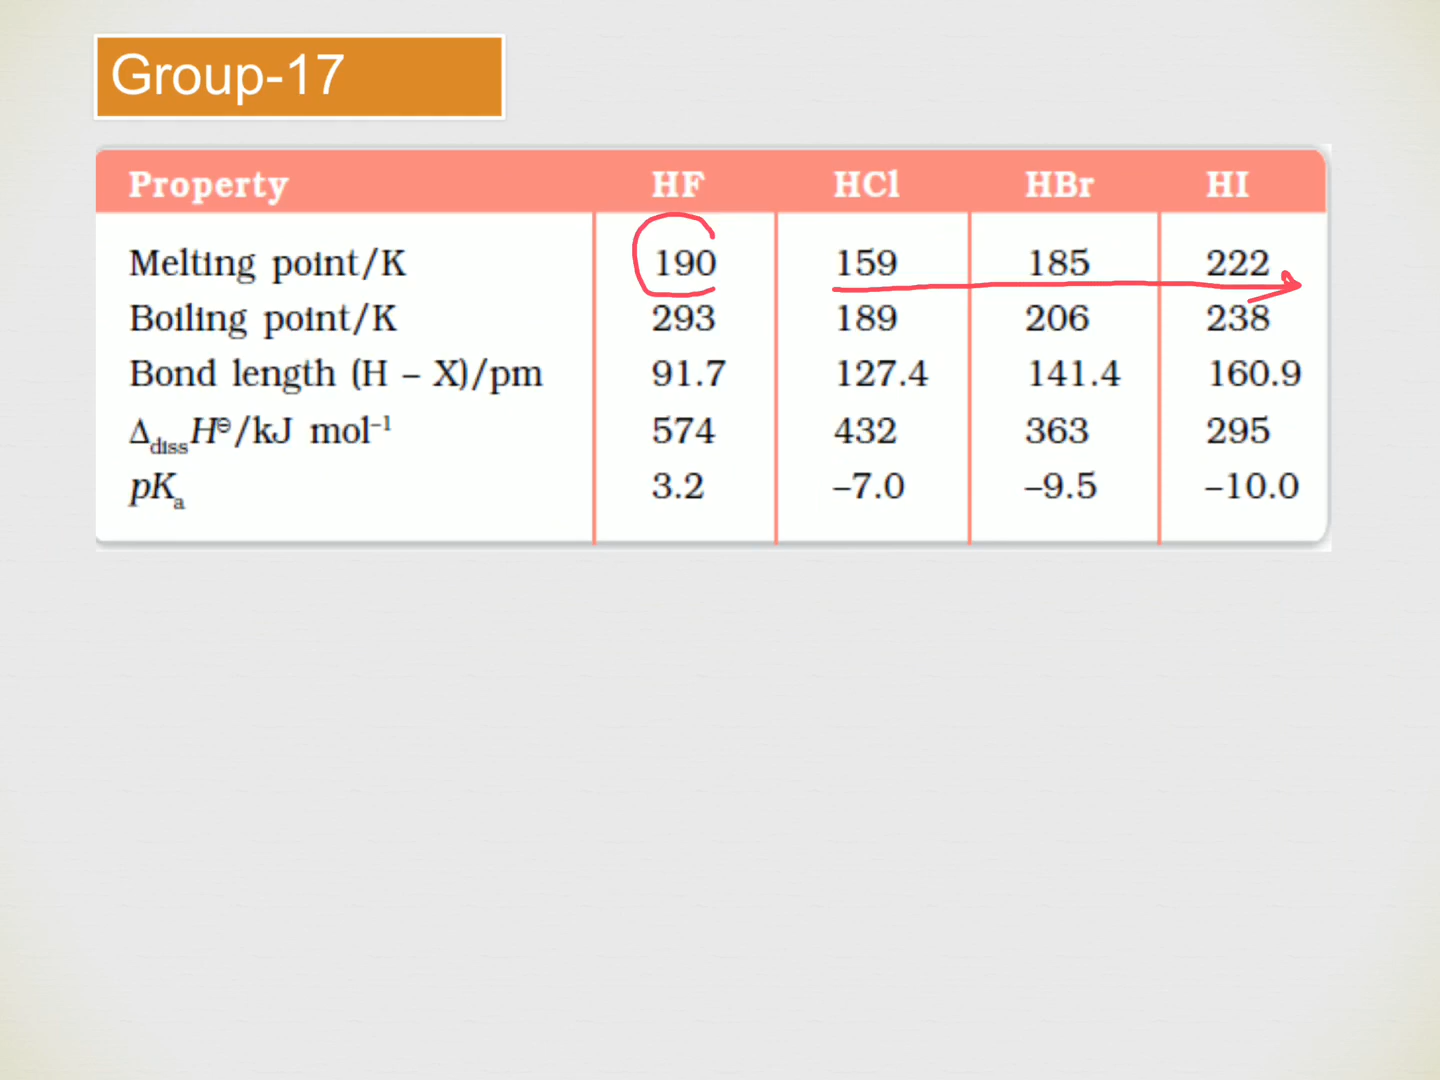 Group-17
Property HF HCl HBr HI
Melting point/K 190 159 185 222
Boiling point/K 293 189 206 238
Bond length (H – X)/pm 91.7 127.4 141.4 160.9
Δdiss H⊖/kJ mol⁻¹ 574 432 363 295
pKa 3.2 –7.0 –9.5 –10.0